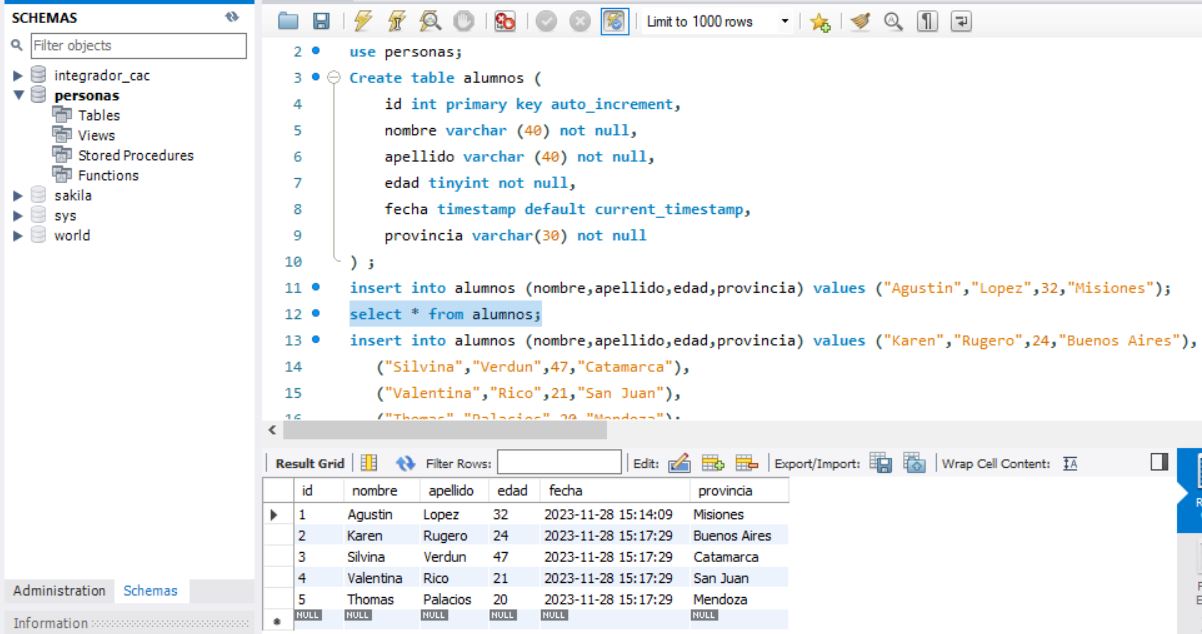 SCHEMAS
Filter objects
integrador_cac
personas
Tables
Views
Stored Procedures
Functions
sakila
sys
world
Administration Schemas
Information
Limit to 1000 rows
2 use personas;
3 Create table alumnos (
4 id int primary key auto_increment,
5 nombre varchar (40) not null,
6 apellido varchar (40) not null,
7 edad tinyint not null,
8 fecha timestamp default current_timestamp,
9 provincia varchar(30) not null
10 ) ;
11 insert into alumnos (nombre,apellido,edad,provincia) values ("Agustin","Lopez",32,"Misiones");
12 select * from alumnos;
13 insert into alumnos (nombre,apellido,edad,provincia) values ("Karen","Rugero",24,"Buenos Aires"),
14 ("Silvina","Verdun",47,"Catamarca"),
15 ("Valentina","Rico",21,"San Juan"),
16 ("Thomas","Palacios",20,"Mendoza");
Result Grid Filter Rows: Edit: Export/Import: Wrap Cell Content: IA
id nombre apellido edad fecha provincia
1 Agustin Lopez 32 2023-11-28 15:14:09 Misiones
2 Karen Rugero 24 2023-11-28 15:17:29 Buenos Aires
3 Silvina Verdun 47 2023-11-28 15:17:29 Catamarca
4 Valentina Rico 21 2023-11-28 15:17:29 San Juan
5 Thomas Palacios 20 2023-11-28 15:17:29 Mendoza
NULL NULL NULL NULL NULL NULL